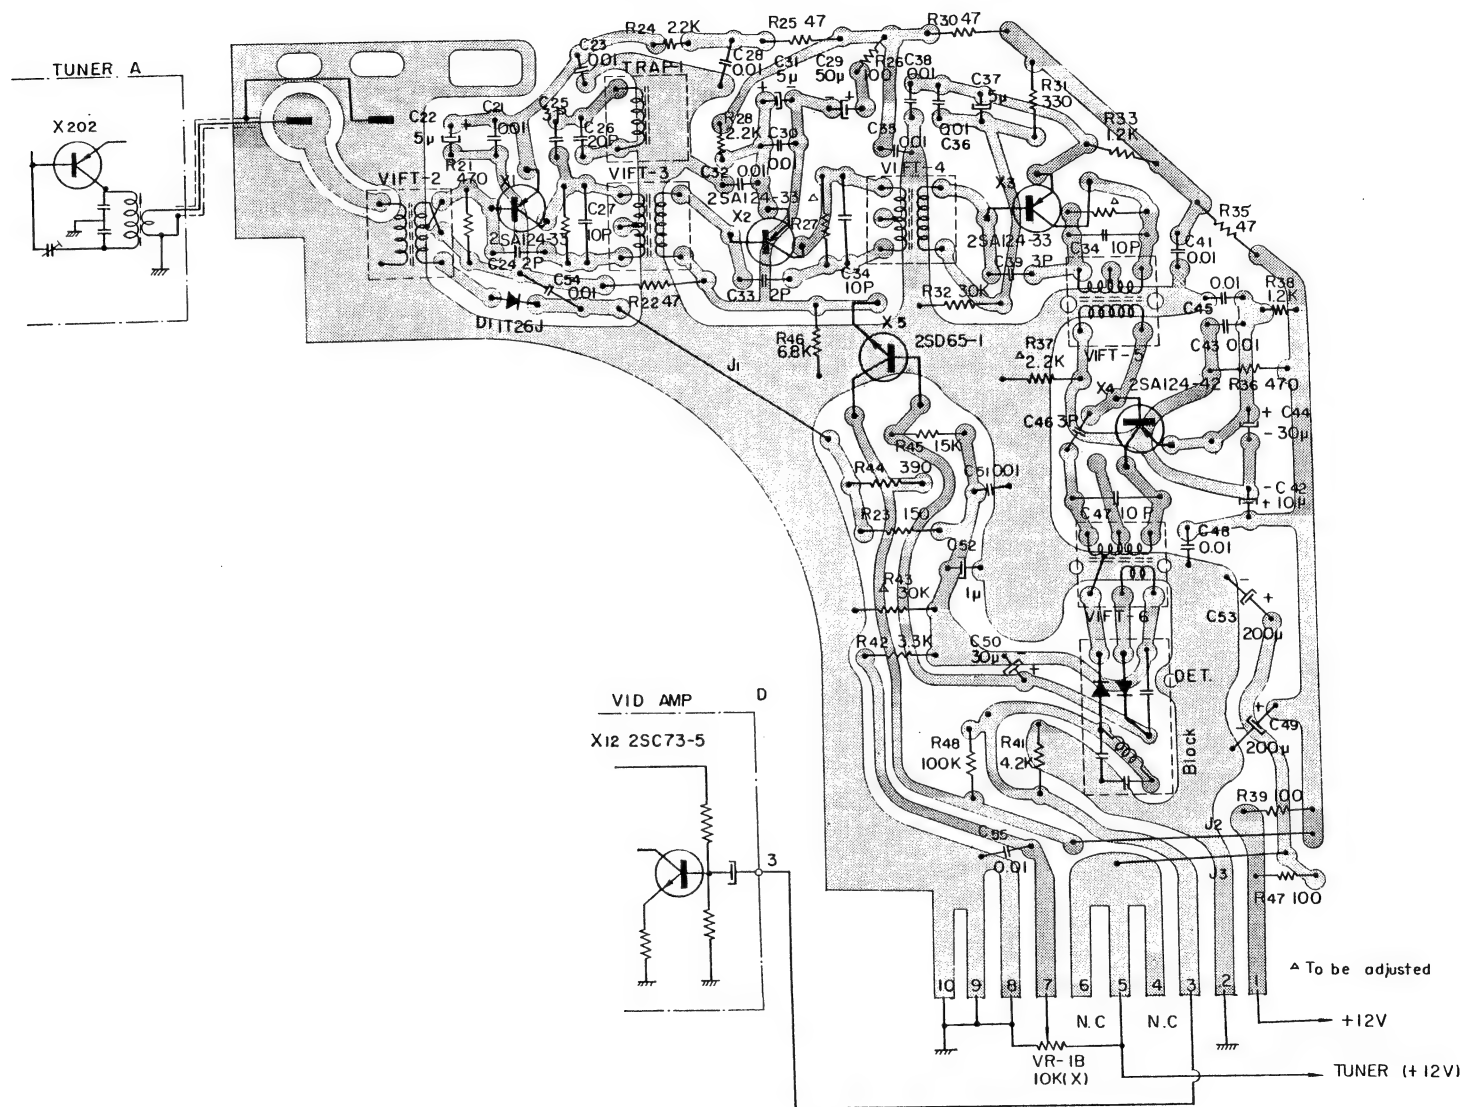 TUNER A
X202
R24 22K
R25 47
R30 47
C23
0.01
TRAP-1
C28
0.01
C31
5μ
C29
50μ
R26
C38
0.01
C37
5μ
R31
330
C22
5μ
C21
0.01
C25
C26
20P
R28
2.2K
C30
0.01
C35
0.01
0.01
C36
R33
1.2K
VIFT-2
R21
470
X1
VIFT-3
C32
0.01
2SA124-33
X2
R27
VIFT-4
X3
R35
47
2SA124-33
C27
10P
2SA124-33
C34 10P
C41
0.01
C24 2P
C54
0.01
C33 2P
C34
10P
C39 3P
R22 47
R32 30K
0.01
C45
R38
1.2K
D1 1T26J
J1
R46
6.8K
X5
2SD65-1
R37
2.2K
VIFT-5
C43 0.01
X4
2SA124-42
R36 470
C46 3P
+ C44
- 30μ
R45
15K
R44 390
C51 0.01
- C42
+ 10μ
R23 150
C47 10P
C48
0.01
C52
1μ
R43
30K
VIFT-6
C53
200μ
R42 3.3K
C50
30μ
DET.
Block
C49
200μ
R48
100K
R41
4.2K
R39 100
J2
J3
C55
0.01
R47 100
VID AMP D
X12 2SC73-5
3
△ To be adjusted
10 9 8 7 6 5 4 3 2 1
N.C N.C
+12V
VR-1B
10K(X)
TUNER (+12V)